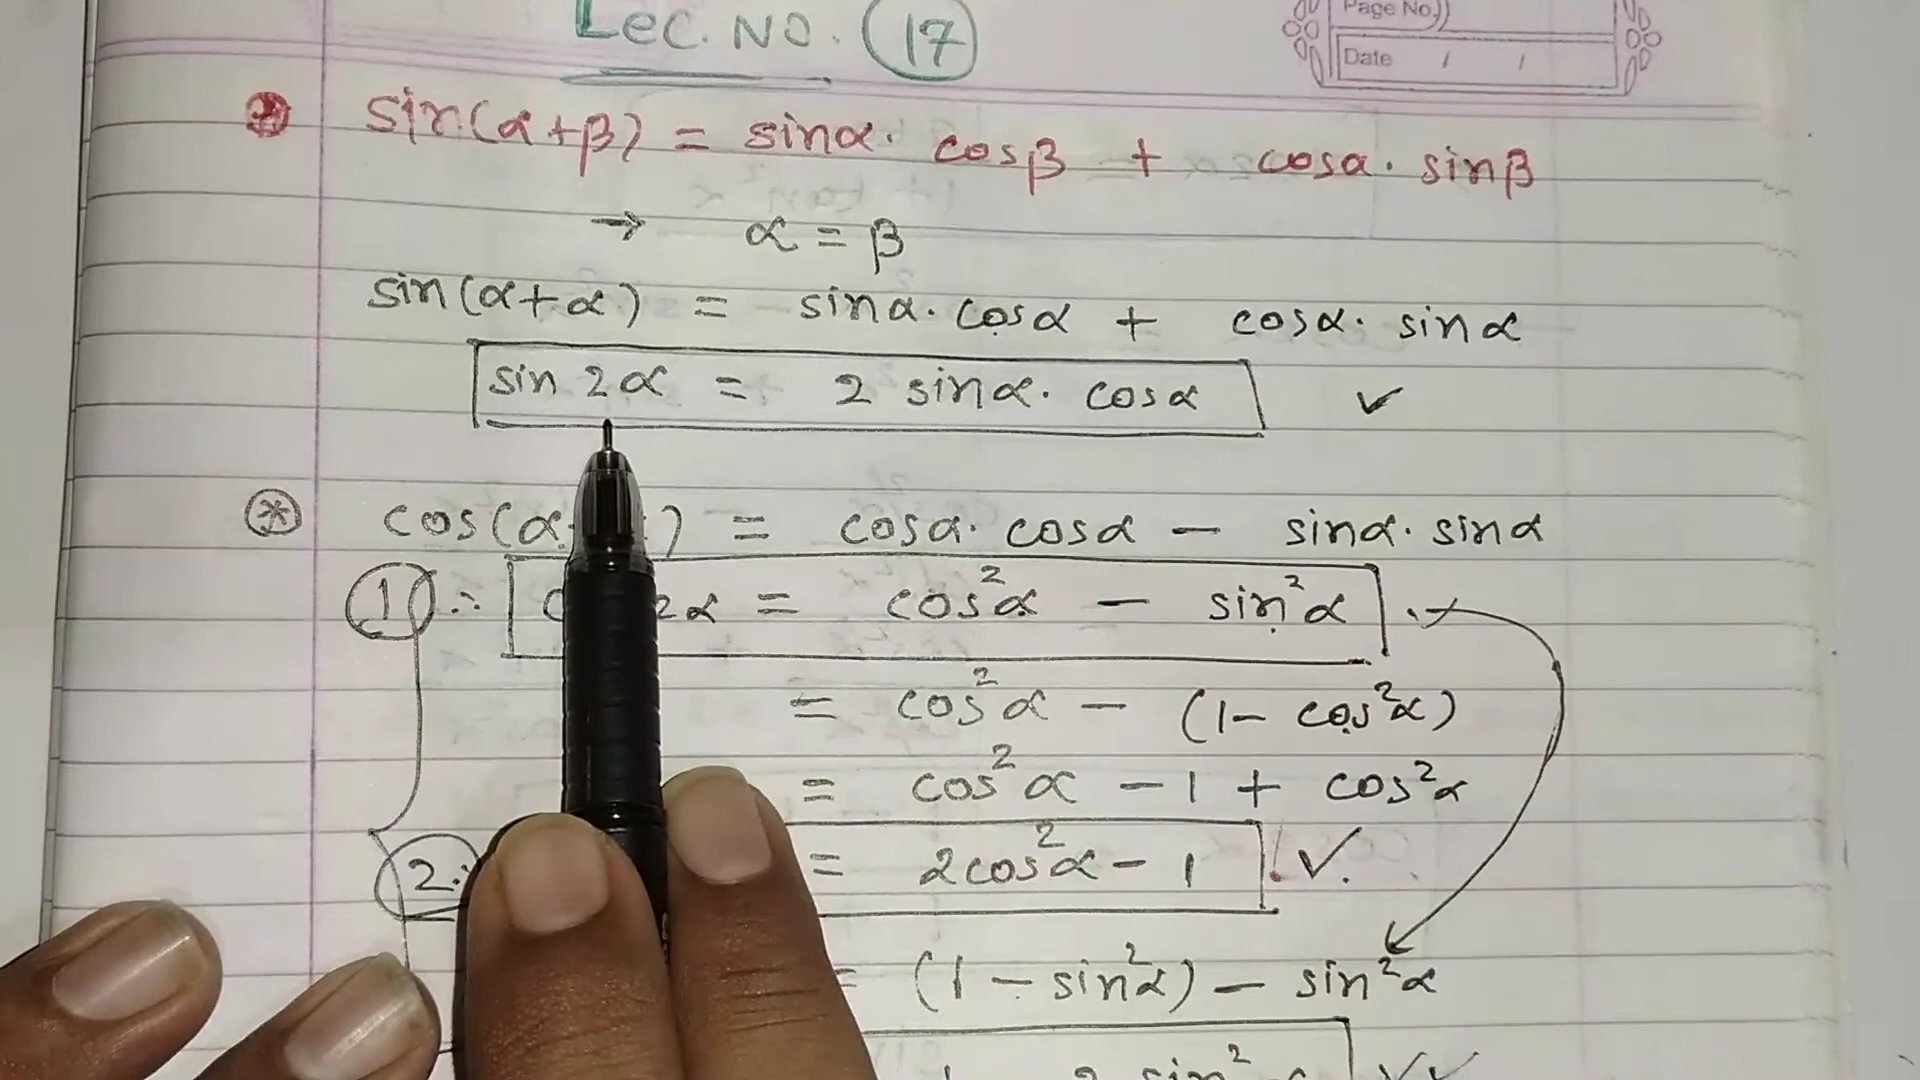 Lec. No. (17)
Page No.
Date / /
sin(α+β) = sinα· cosβ + cosα· sinβ
→ α = β
sin(α+α) = sinα· cosα + cosα· sinα
sin 2α = 2 sinα· cosα ✓
* cos(α = cosα· cosα − sinα· sinα
1 ∴ 2α = cos²α − sin²α
= cos²α − (1− cos²α)
= cos²α − 1 + cos²α
2. = 2cos²α − 1 ✓
= (1 − sin²α) − sin²α
2 sin²